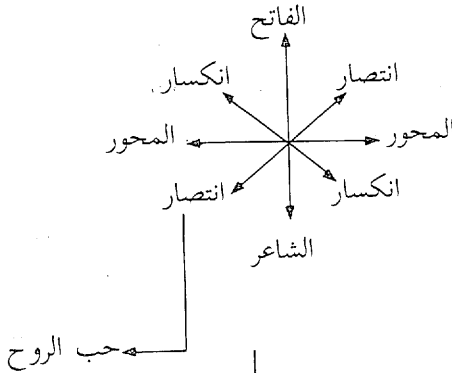 الفاتح
انتصار
انكسار
المحور
المحور
انكسار
انتصار
الشاعر
حب الروح